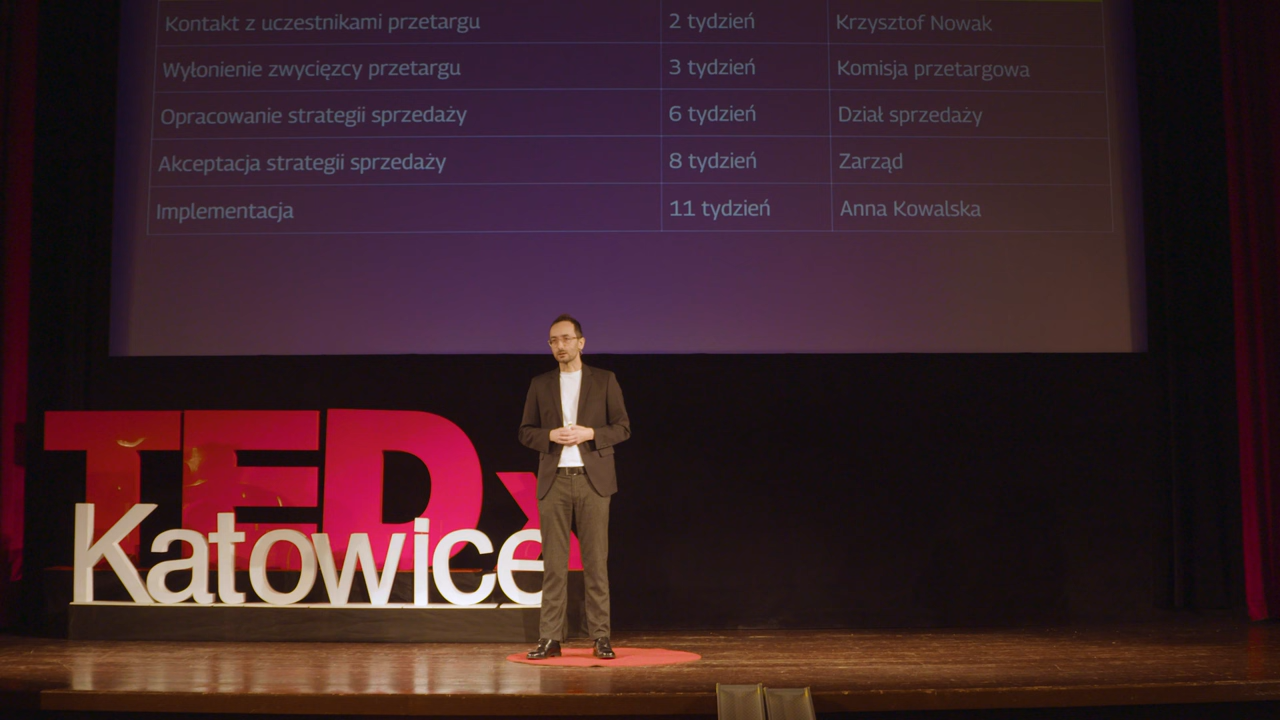 Kontakt z uczestnikami przetargu 2 tydzień Krzysztof Nowak
Wyłonienie zwycięzcy przetargu 3 tydzień Komisja przetargowa
Opracowanie strategii sprzedaży 6 tydzień Dział sprzedaży
Akceptacja strategii sprzedaży 8 tydzień Zarząd
Implementacja 11 tydzień Anna Kowalska
TEDx
Katowice